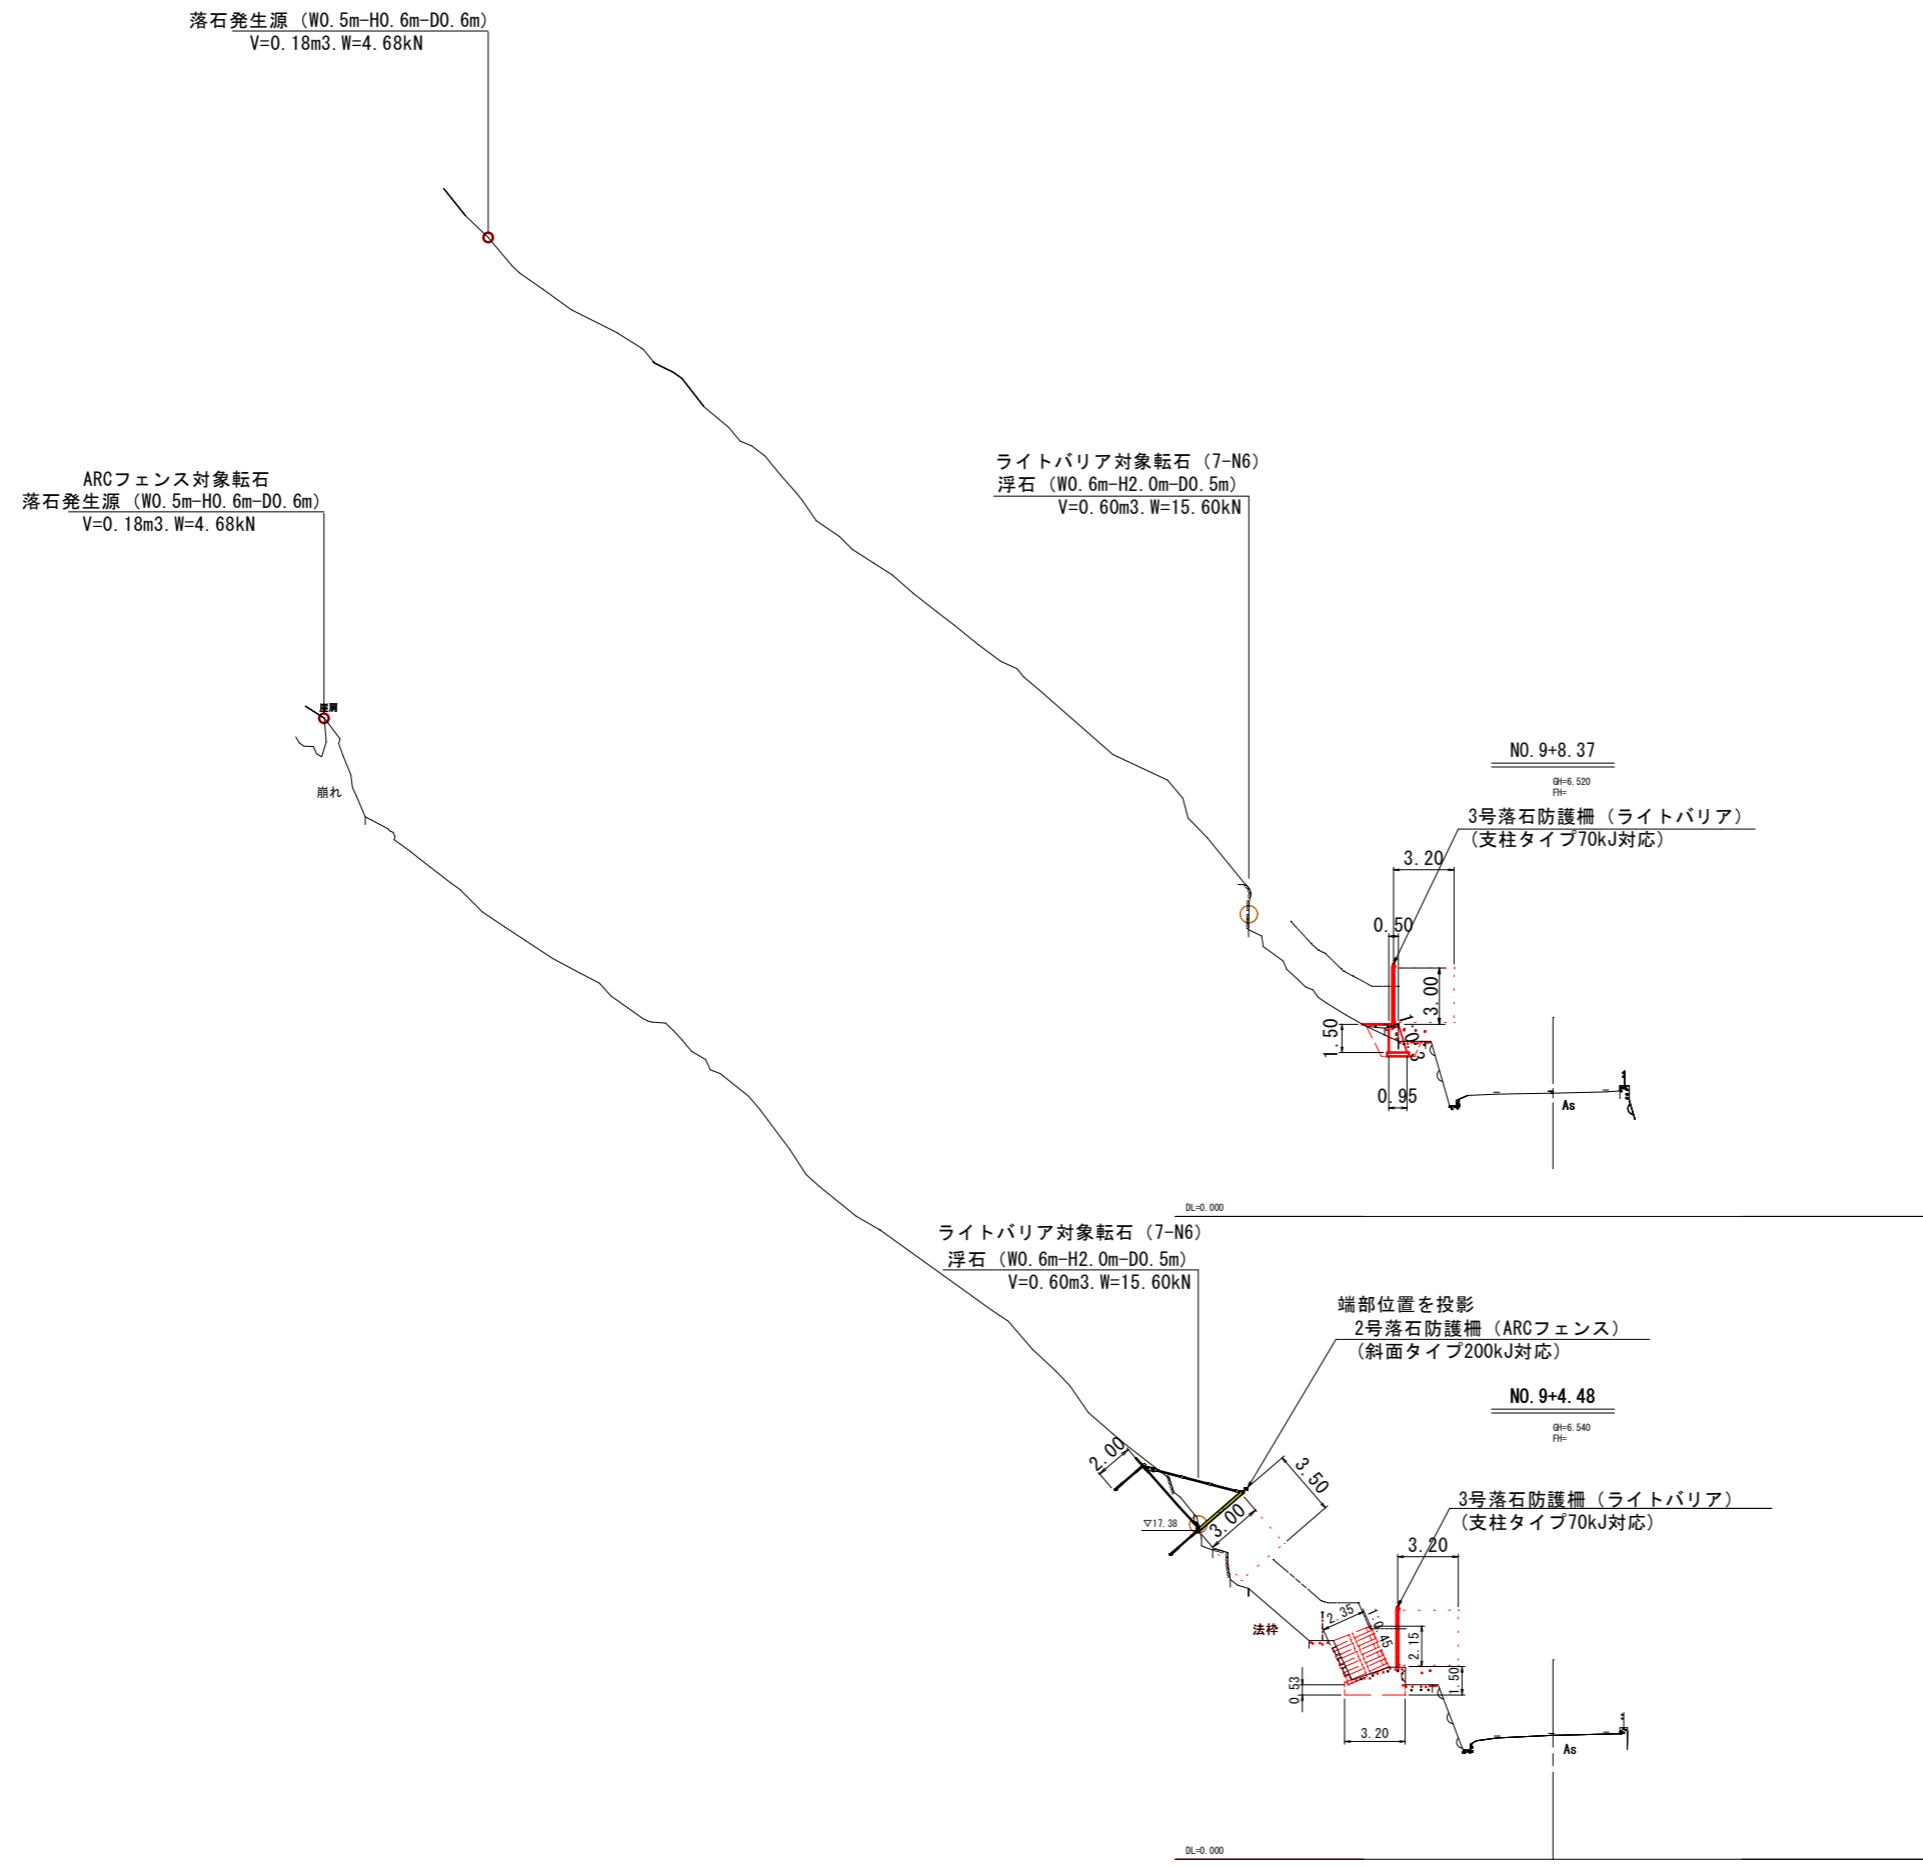 落石発生源 (W0.5m-H0.6m-D0.6m)
V=0.18m3.W=4.68kN
ARCフェンス対象転石
落石発生源 (W0.5m-H0.6m-D0.6m)
V=0.18m3.W=4.68kN
崖肩
崩れ
ライトバリア対象転石 (7-N6)
浮石 (W0.6m-H2.0m-D0.5m)
V=0.60m3.W=15.60kN
NO.9+8.37
GH=6.520
FH=
3号落石防護柵 (ライトバリア)
(支柱タイプ70kJ対応)
3.20
0.50
3.00
1.50
1:0.3
0.95
As
DL=0.000
ライトバリア対象転石 (7-N6)
浮石 (W0.6m-H2.0m-D0.5m)
V=0.60m3.W=15.60kN
端部位置を投影
2号落石防護柵 (ARCフェンス)
(斜面タイプ200kJ対応)
NO.9+4.48
GH=6.540
FH=
2.00
3.50
3.00
▽17.38
3号落石防護柵 (ライトバリア)
(支柱タイプ70kJ対応)
3.20
法枠
2.35
1:0.45
2.15
1.50
0.53
3.20
As
DL=0.000